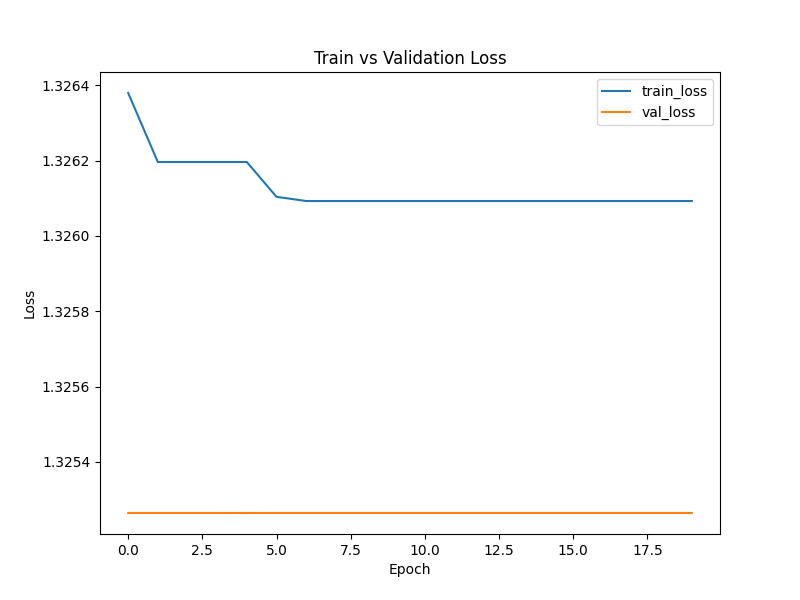 Train vs Validation Loss
train_loss
val_loss
1.3264
1.3262
1.3260
1.3258
1.3256
1.3254
Loss
0.0 2.5 5.0 7.5 10.0 12.5 15.0 17.5
Epoch